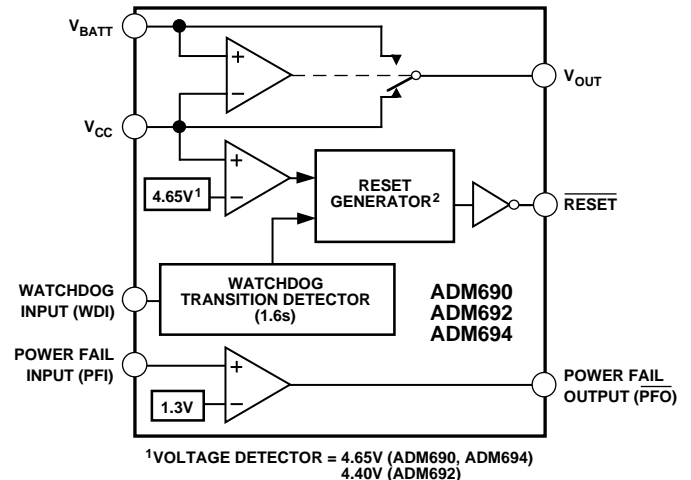 V_BATT
V_OUT
V_CC
4.65V¹
RESET
GENERATOR²
RESET
WATCHDOG
INPUT (WDI)
WATCHDOG
TRANSITION DETECTOR
(1.6s)
ADM690
ADM692
ADM694
POWER FAIL
INPUT (PFI)
1.3V
POWER FAIL
OUTPUT (PFO)
¹VOLTAGE DETECTOR = 4.65V (ADM690, ADM694)
4.40V (ADM692)